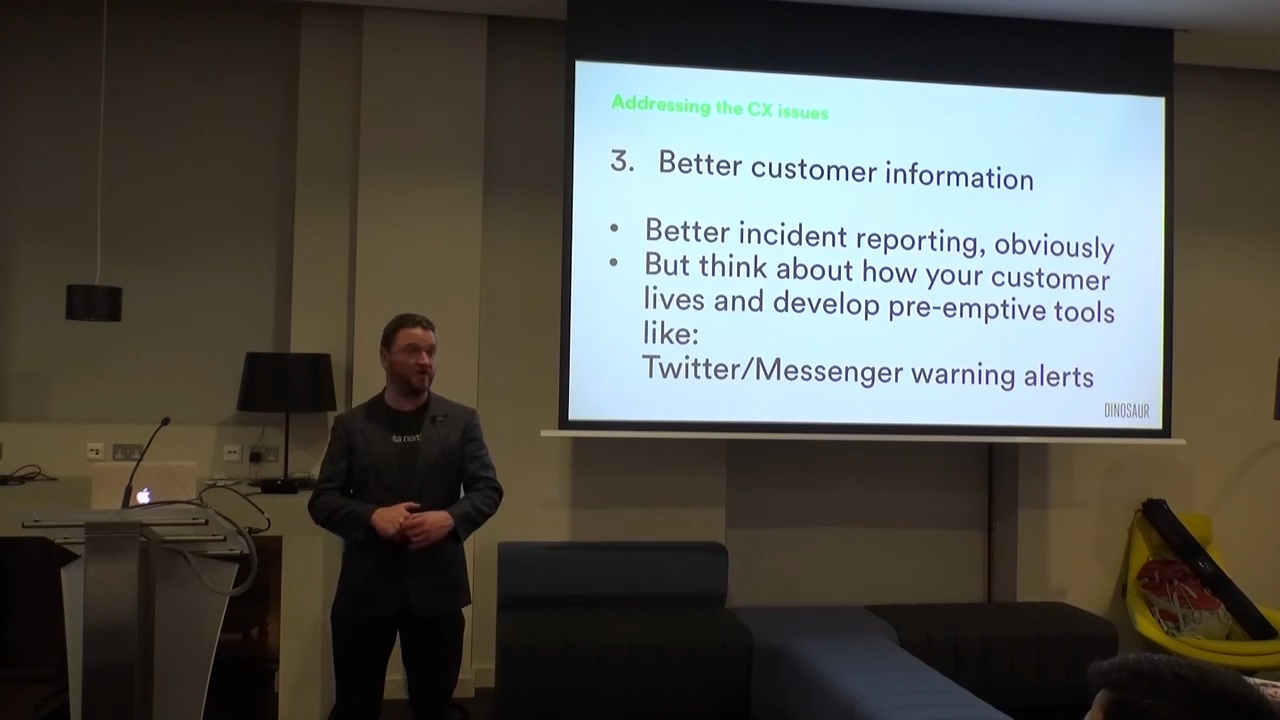 Addressing the CX issues
3. Better customer information
• Better incident reporting, obviously
• But think about how your customer
lives and develop pre-emptive tools
like:
Twitter/Messenger warning alerts
DINOSAUR